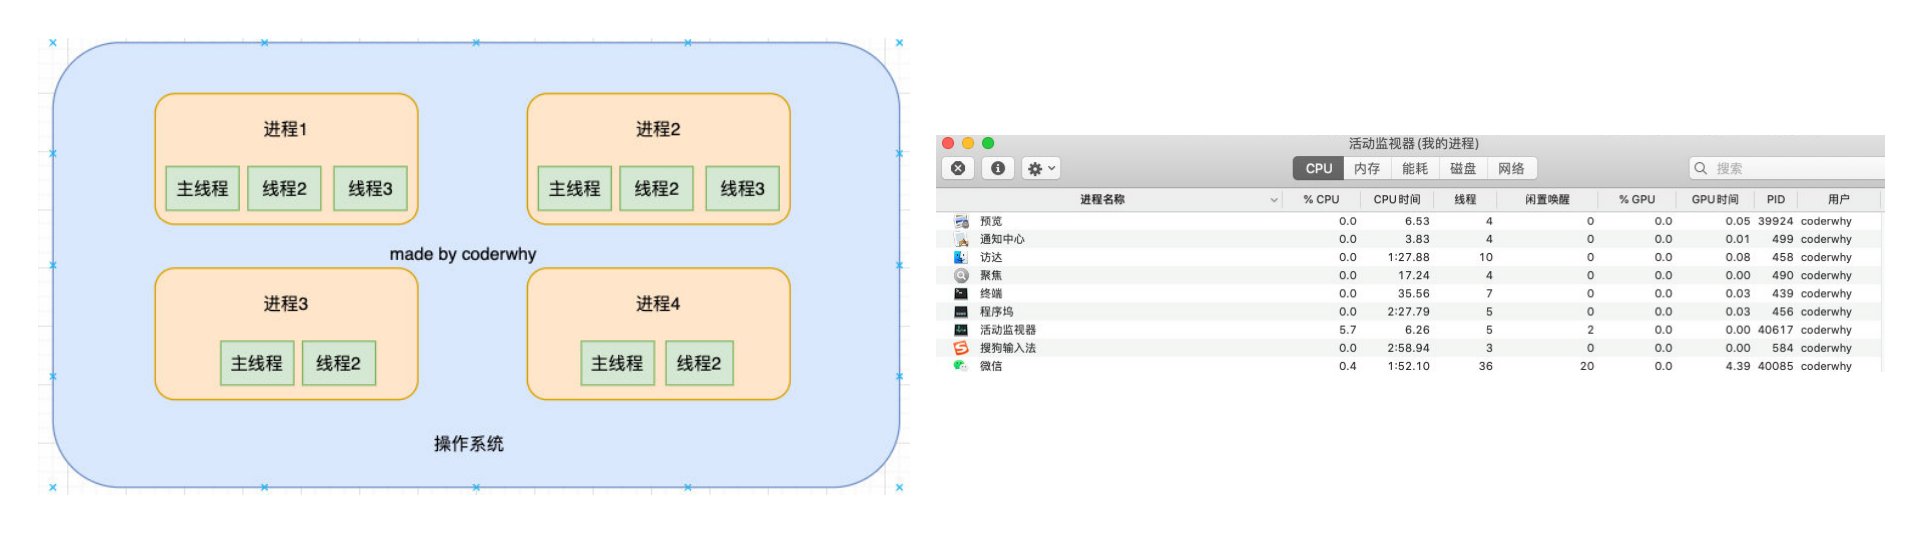 进程1
主线程 线程2 线程3
进程2
主线程 线程2 线程3
made by coderwhy
进程3
主线程 线程2
进程4
主线程 线程2
操作系统
活动监视器 (我的进程)
CPU 内存 能耗 磁盘 网络
搜索
进程名称 % CPU CPU时间 线程 闲置唤醒 % GPU GPU时间 PID 用户
预览 0.0 6.53 4 0 0.0 0.05 39924 coderwhy
通知中心 0.0 3.83 4 0 0.0 0.01 499 coderwhy
访达 0.0 1:27.88 10 0 0.0 0.08 458 coderwhy
聚焦 0.0 17.24 4 0 0.0 0.00 490 coderwhy
终端 0.0 35.56 7 0 0.0 0.03 439 coderwhy
程序坞 0.0 2:27.79 5 0 0.0 0.03 456 coderwhy
活动监视器 5.7 6.26 5 2 0.0 0.00 40617 coderwhy
搜狗输入法 0.0 2:58.94 3 0 0.0 0.00 584 coderwhy
微信 0.4 1:52.10 36 20 0.0 4.39 40085 coderwhy